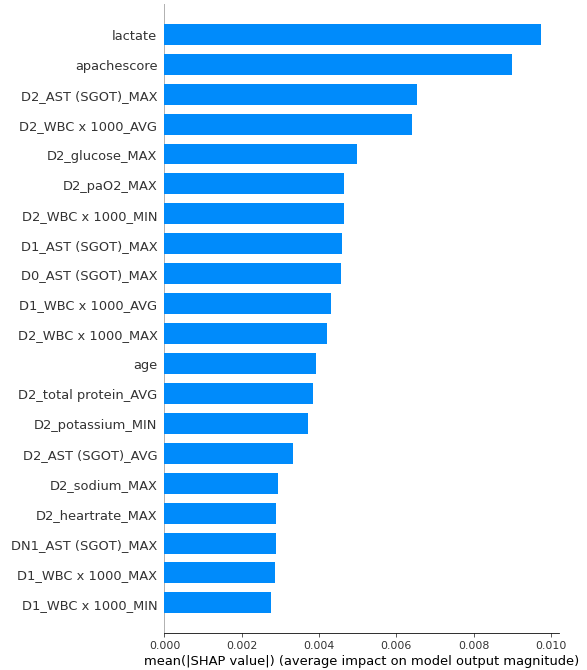 lactate
apachescore
D2_AST (SGOT)_MAX
D2_WBC x 1000_AVG
D2_glucose_MAX
D2_paO2_MAX
D2_WBC x 1000_MIN
D1_AST (SGOT)_MAX
D0_AST (SGOT)_MAX
D1_WBC x 1000_AVG
D2_WBC x 1000_MAX
age
D2_total protein_AVG
D2_potassium_MIN
D2_AST (SGOT)_AVG
D2_sodium_MAX
D2_heartrate_MAX
DN1_AST (SGOT)_MAX
D1_WBC x 1000_MAX
D1_WBC x 1000_MIN
0.000 0.002 0.004 0.006 0.008 0.010
mean(|SHAP value|) (average impact on model output magnitude)